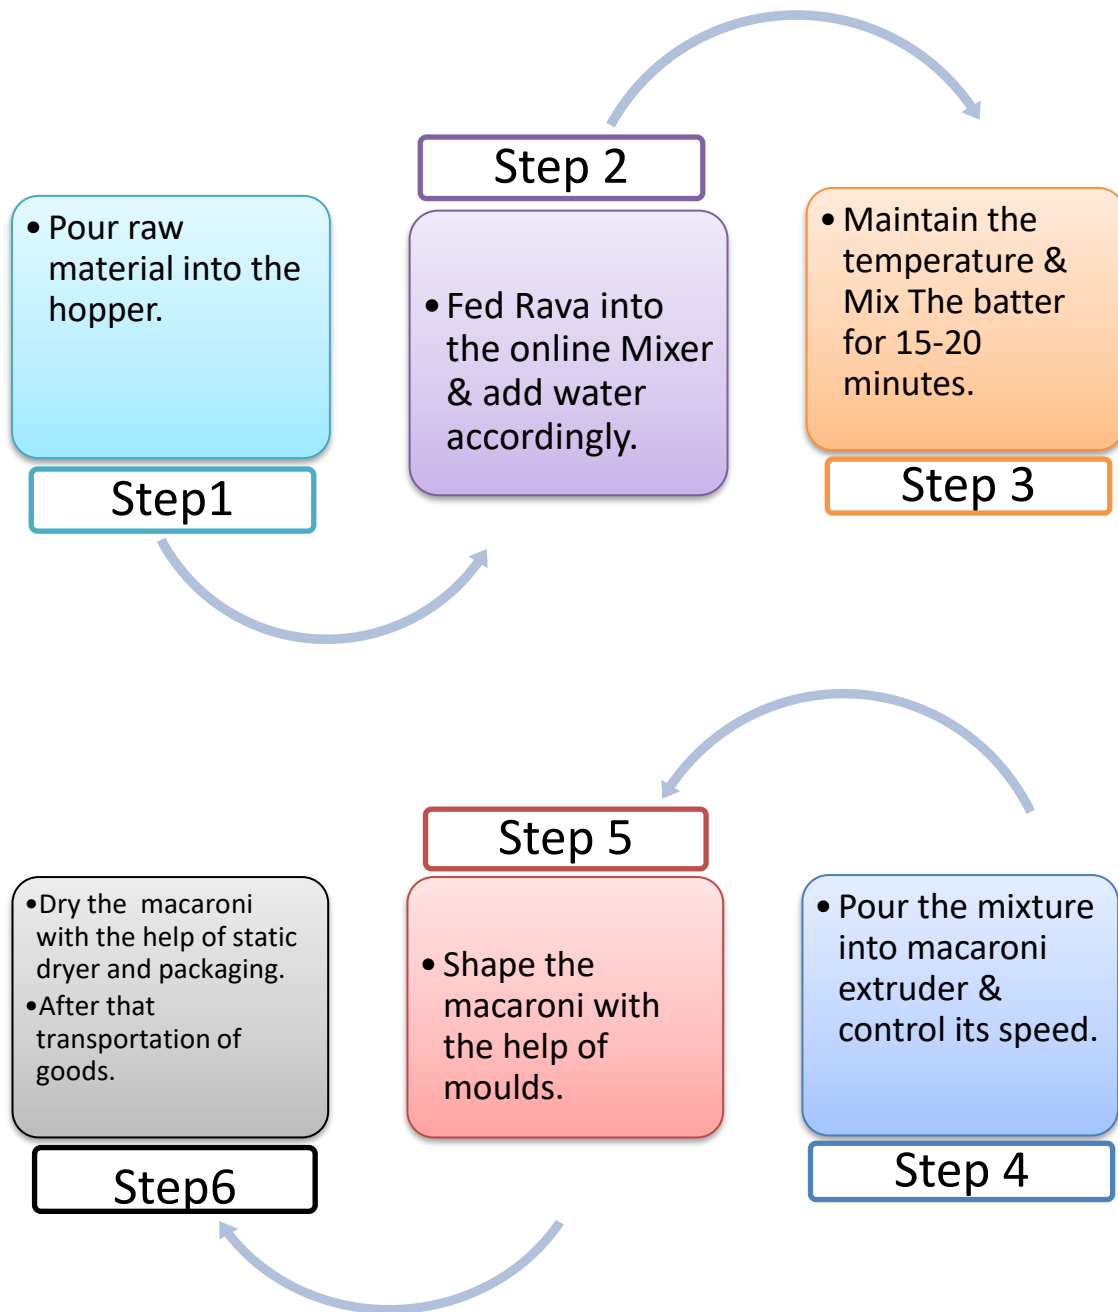 • Pour raw
material into the
hopper.
Step1
Step 2
• Fed Rava into
the online Mixer
& add water
accordingly.
• Maintain the
temperature &
Mix The batter
for 15-20
minutes.
Step 3
• Pour the mixture
into macaroni
extruder &
control its speed.
Step 4
Step 5
• Shape the
macaroni with
the help of
moulds.
•Dry the macaroni
with the help of static
dryer and packaging.
•After that
transportation of
goods.
Step6